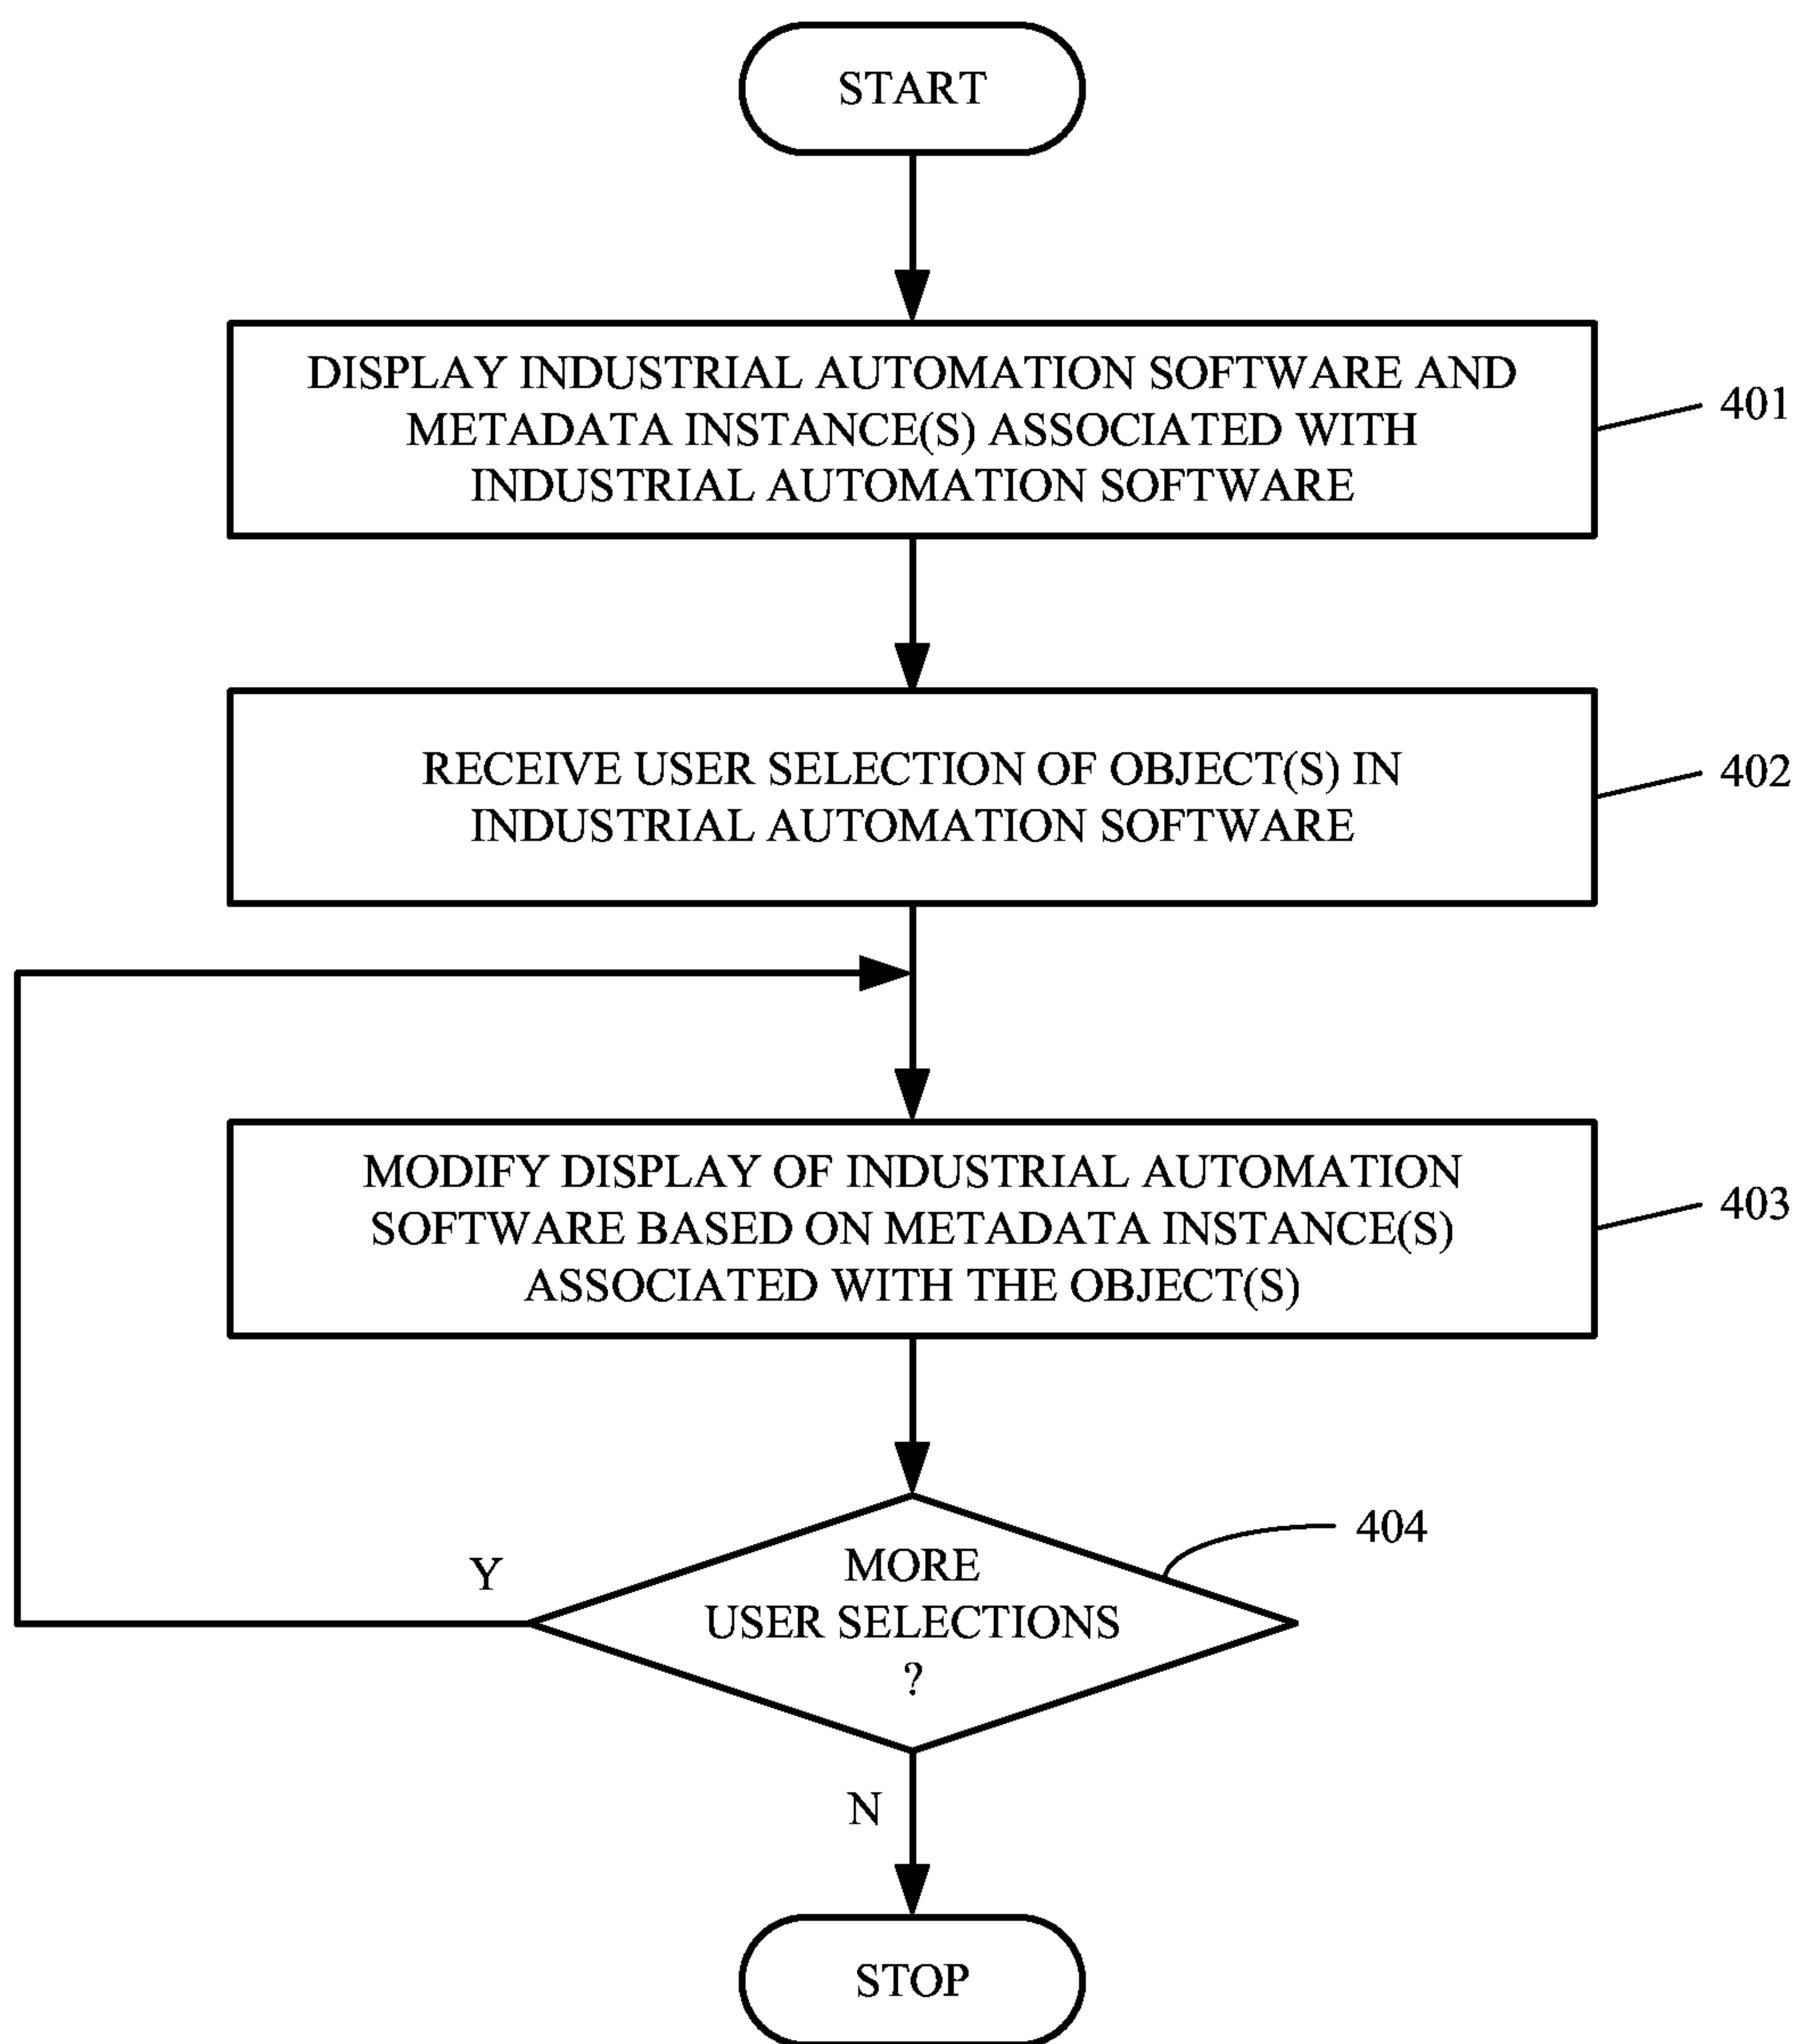 START
DISPLAY INDUSTRIAL AUTOMATION SOFTWARE AND
METADATA INSTANCE(S) ASSOCIATED WITH
INDUSTRIAL AUTOMATION SOFTWARE
401
RECEIVE USER SELECTION OF OBJECT(S) IN
INDUSTRIAL AUTOMATION SOFTWARE
402
MODIFY DISPLAY OF INDUSTRIAL AUTOMATION
SOFTWARE BASED ON METADATA INSTANCE(S)
ASSOCIATED WITH THE OBJECT(S)
403
404
MORE
USER SELECTIONS
?
Y
N
STOP